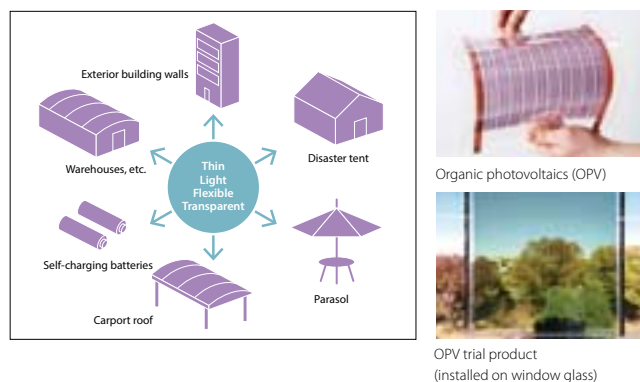 Exterior building walls
Disaster tent
Warehouses, etc.
Thin
Light
Flexible
Transparent
Self-charging batteries
Parasol
Carport roof
Organic photovoltaics (OPV)
OPV trial product
(installed on window glass)